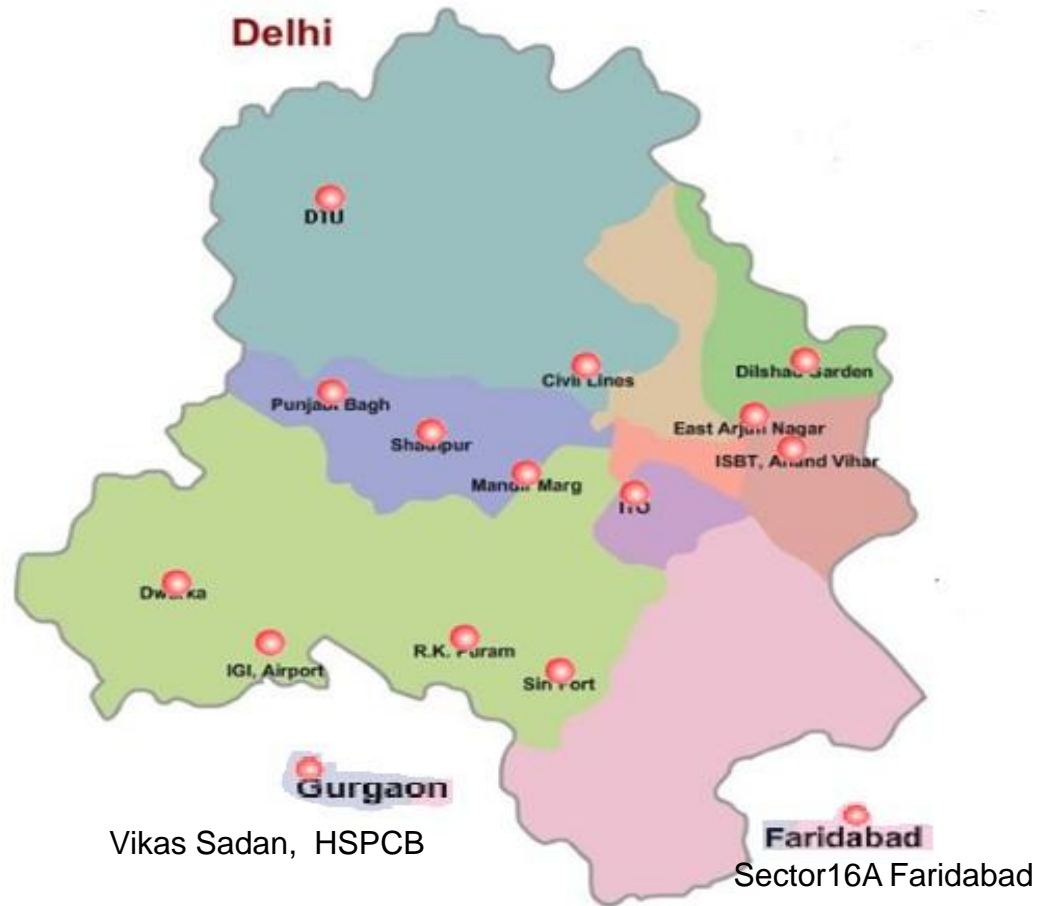 Delhi
DTU
Civil Lines
Dilshad Garden
Punjabi Bagh
East Arjun Nagar
Shadipur
ISBT, Anand Vihar
Mandir Marg
ITO
Dwarka
R.K. Puram
IGI, Airport
Siri Fort
Gurgaon
Vikas Sadan, HSPCB
Faridabad
Sector16A Faridabad